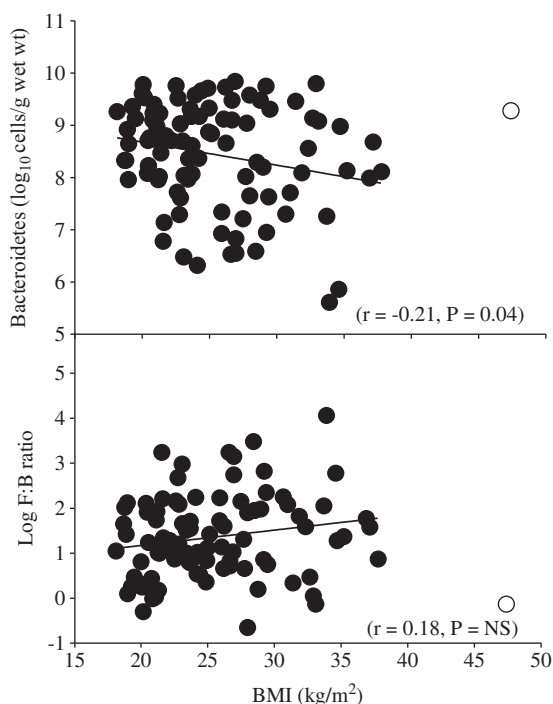 Bacteroidetes (log10 cells/g wet wt)
11
10
9
8
7
6
5
(r = -0.21, P = 0.04)
Log F:B ratio
5
4
3
2
1
0
-1
(r = 0.18, P = NS)
15 20 25 30 35 40 45 50
BMI (kg/m2)